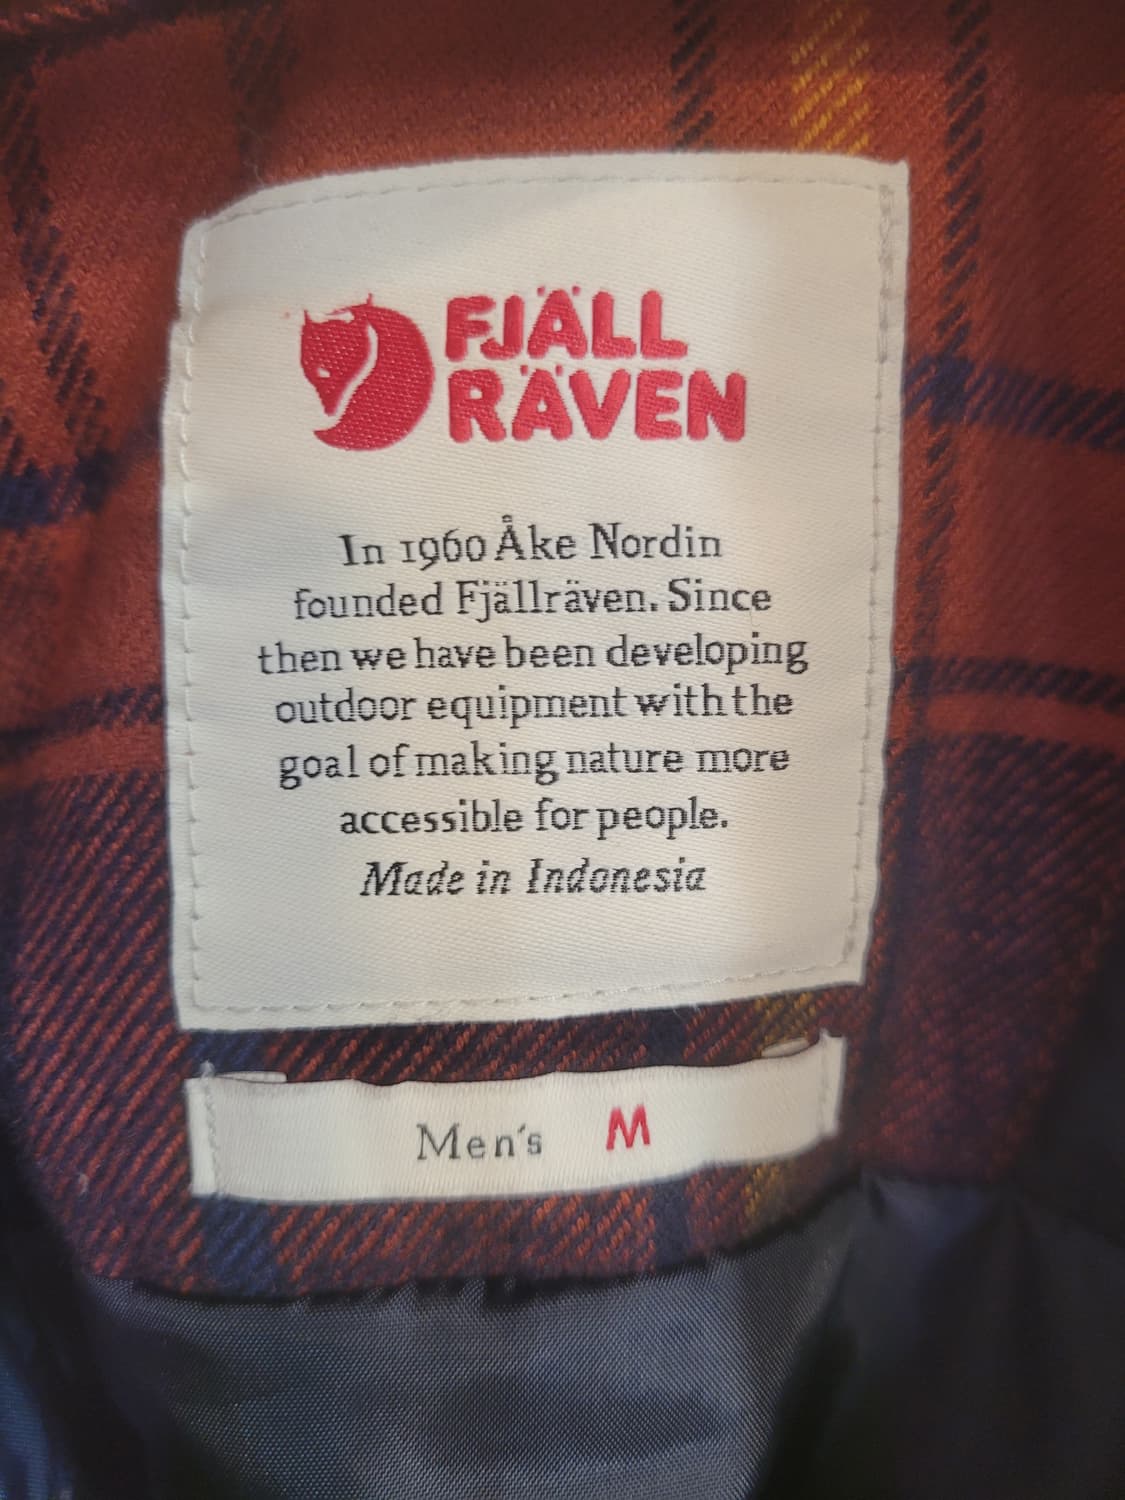 FJÄLL
RÄVEN
In 1960 Åke Nordin
founded Fjällräven. Since
then we have been developing
outdoor equipment with the
goal of making nature more
accessible for people.
Made in Indonesia
Men's M